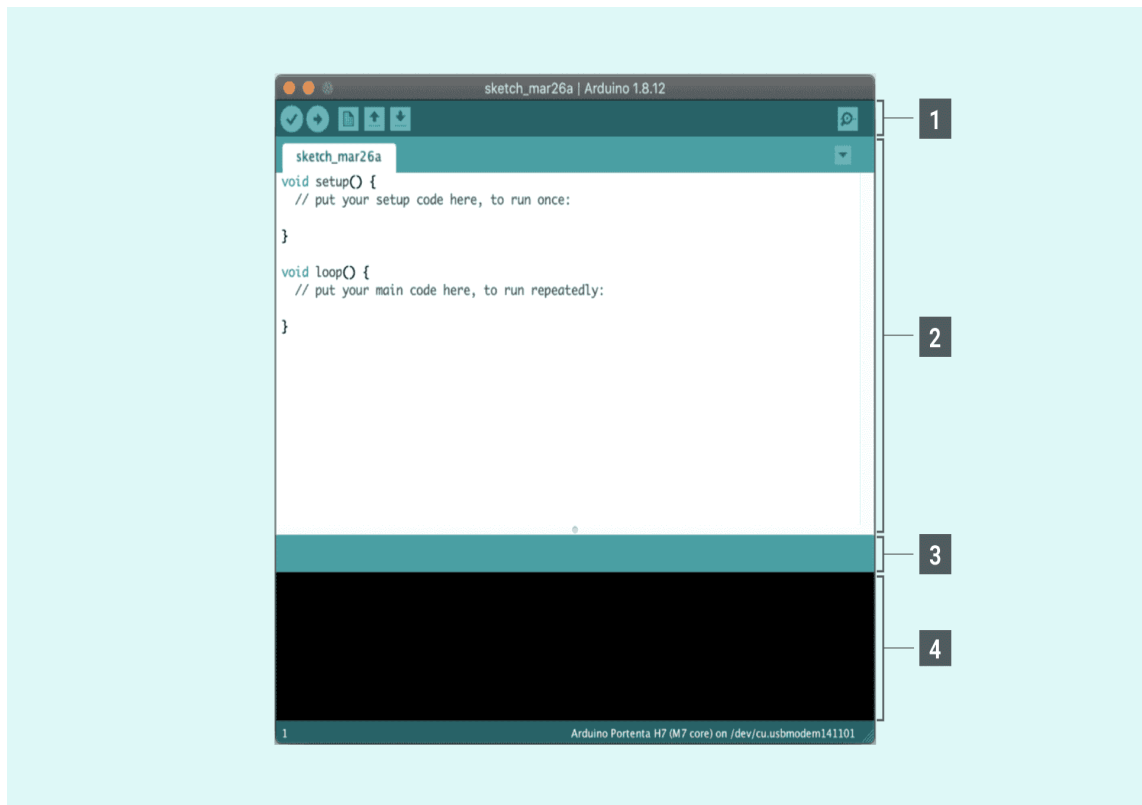 sketch_mar26a | Arduino 1.8.12
1
sketch_mar26a
void setup() {
  // put your setup code here, to run once:
}
void loop() {
  // put your main code here, to run repeatedly:
}
2
3
4
1
Arduino Portenta H7 (M7 core) on /dev/cu.usbmodem141101